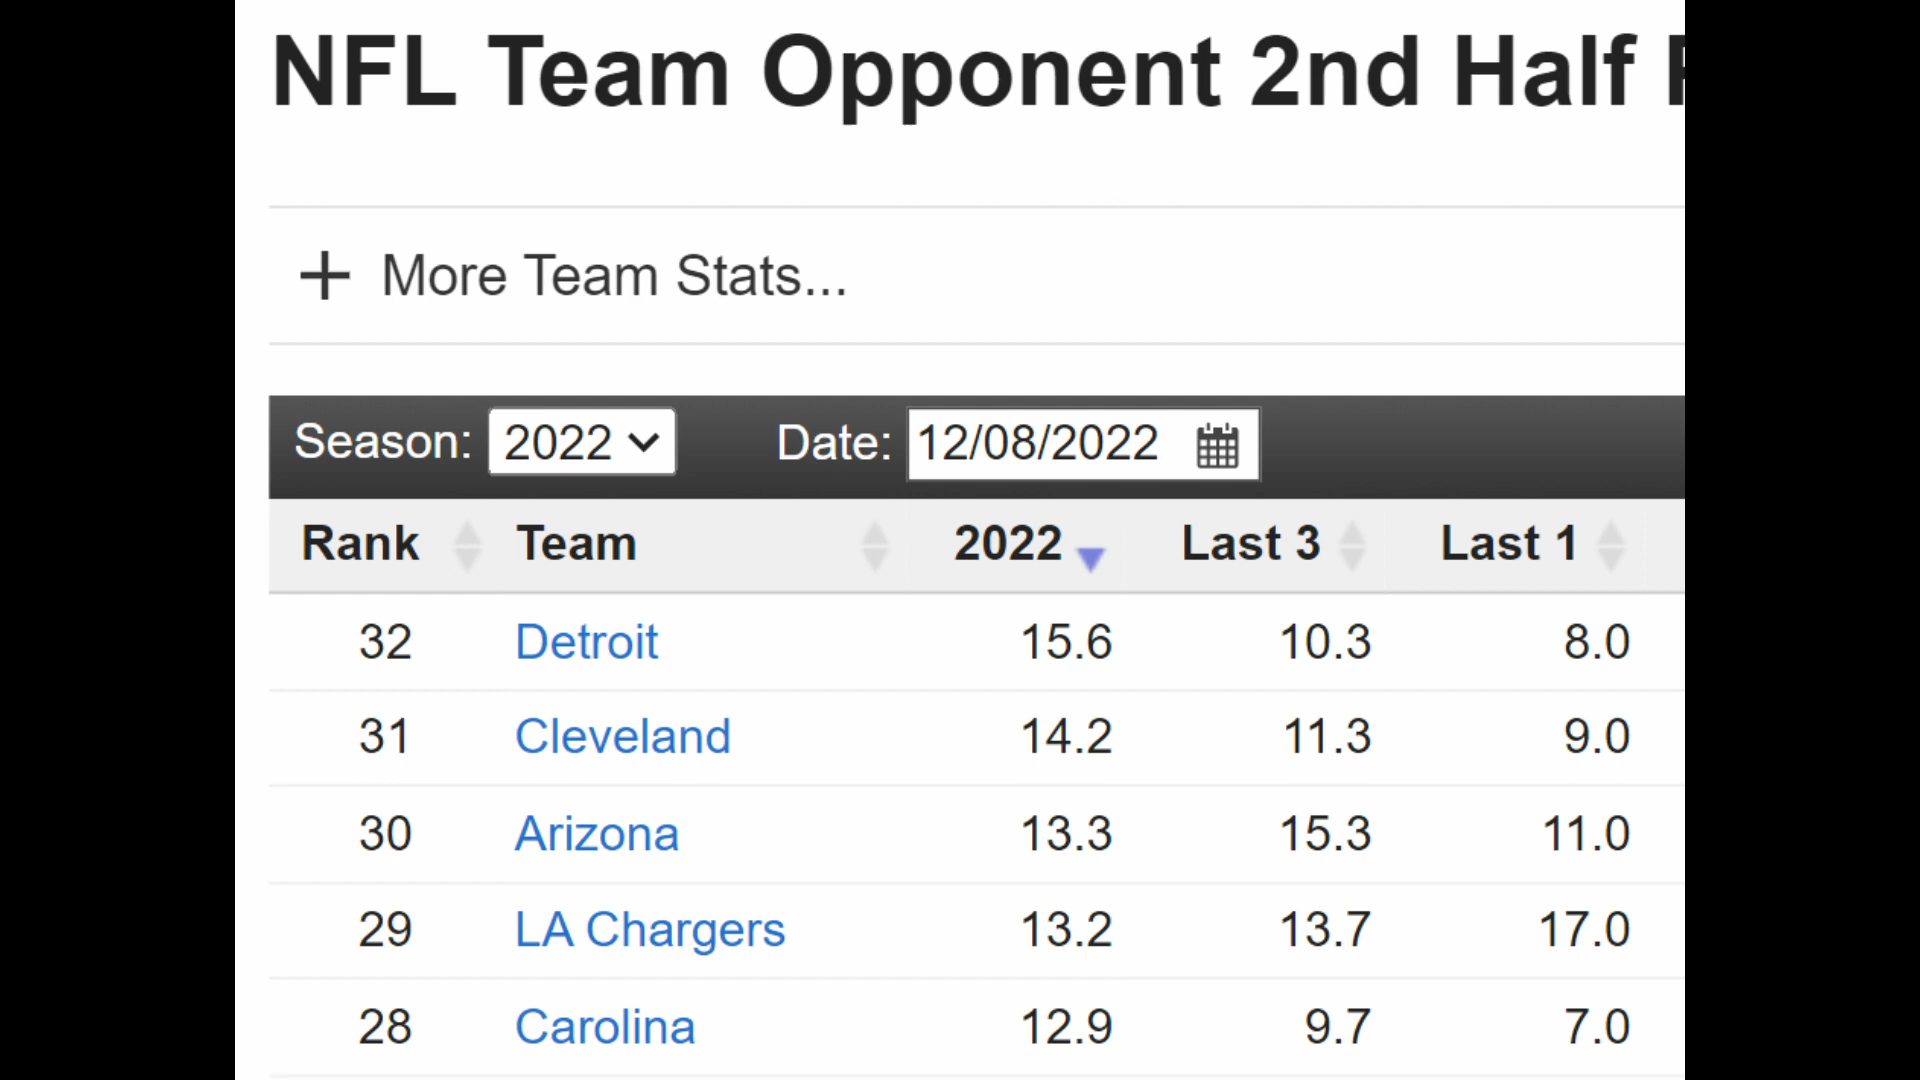 NFL Team Opponent 2nd Half
+ More Team Stats...
Season: 2022 Date: 12/08/2022
Rank Team 2022 Last 3 Last 1
32 Detroit 15.6 10.3 8.0
31 Cleveland 14.2 11.3 9.0
30 Arizona 13.3 15.3 11.0
29 LA Chargers 13.2 13.7 17.0
28 Carolina 12.9 9.7 7.0